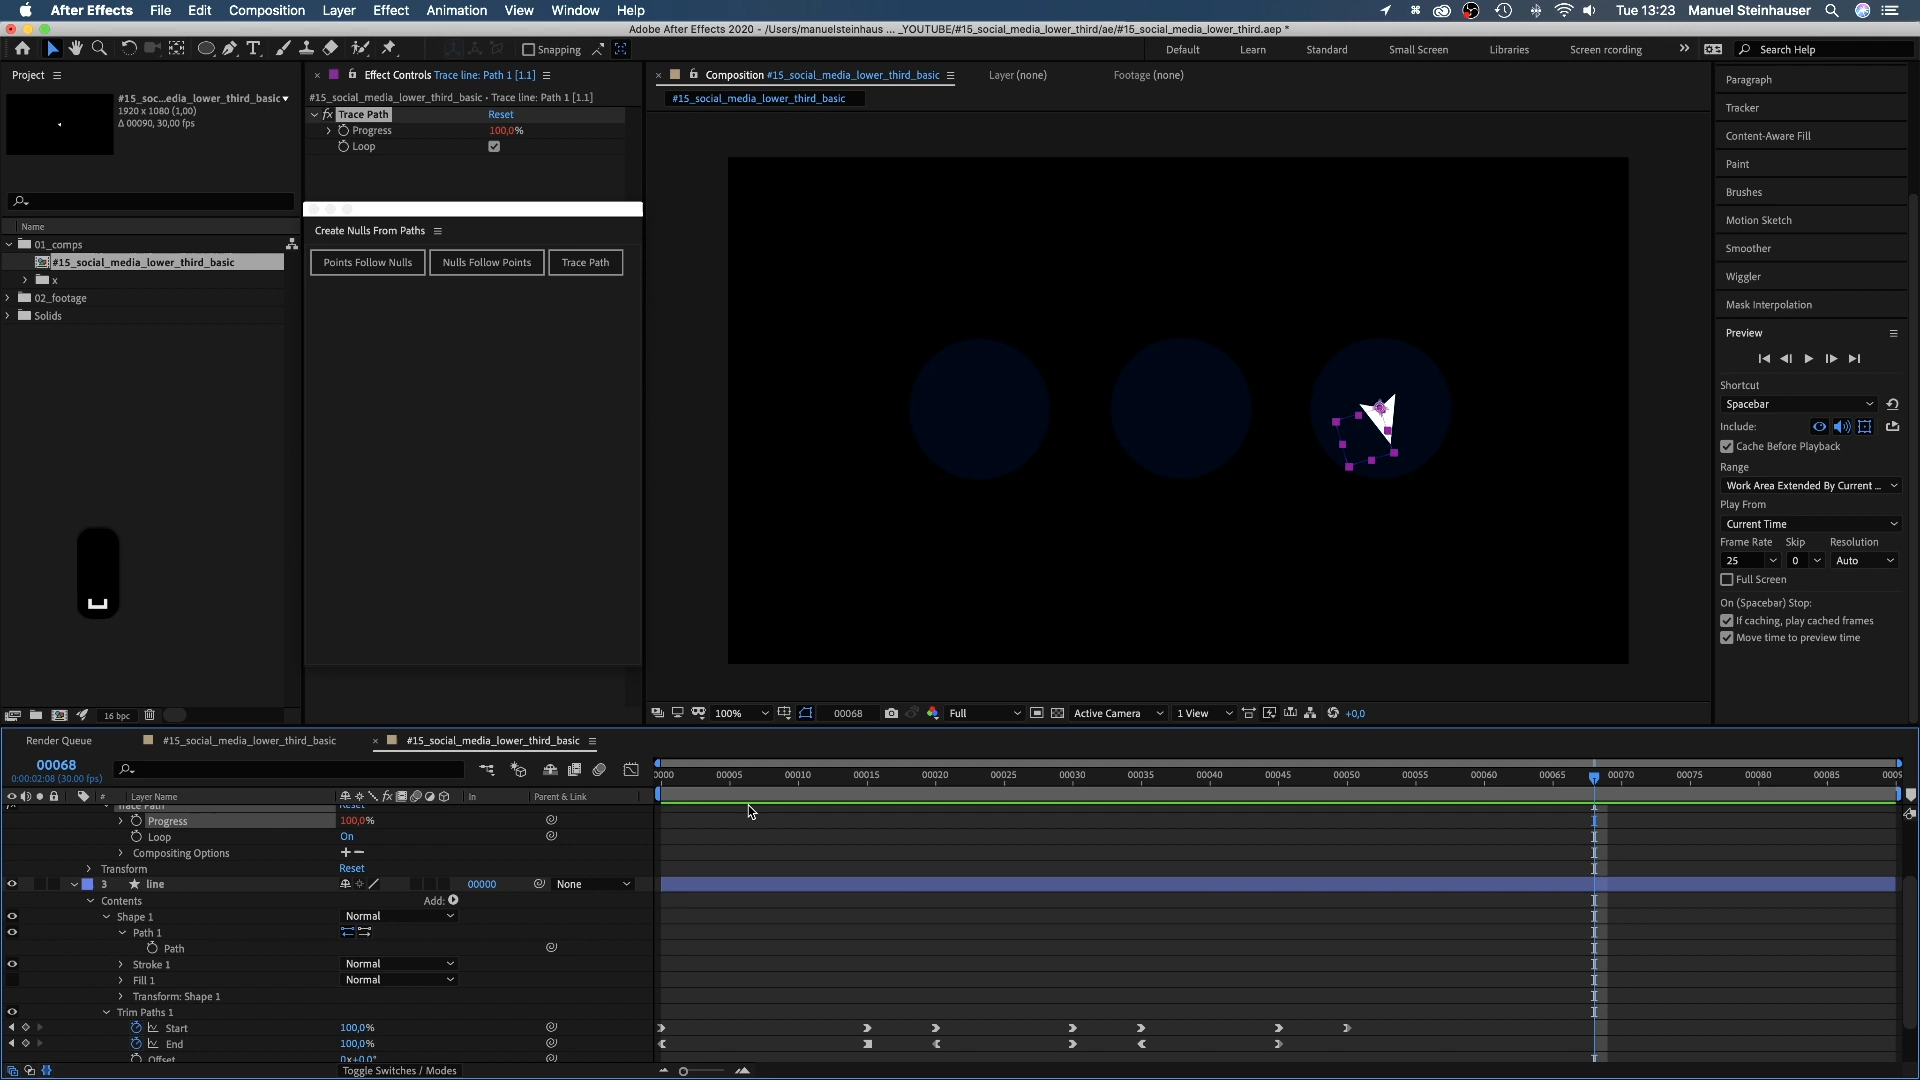 After Effects File Edit Composition Layer Effect Animation View Window Help Tue 13:23 Manuel Steinhauser
Adobe After Effects 2020 - /Users/manuelsteinhaus ... _YOUTUBE/#15_social_media_lower_third/ae/#15_social_media_lower_third.aep *
Snapping Default Learn Standard Small Screen Libraries Screen rcording Search Help
Project Effect Controls Trace line: Path 1 [1.1] Composition #15_social_media_lower_third_basic Layer (none) Footage (none) Paragraph
#15_soc...edia_lower_third_basic
1920 x 1080 (1,00)
Δ 00090, 30,00 fps
#15_social_media_lower_third_basic • Trace line: Path 1 [1.1]
#15_social_media_lower_third_basic
fx Trace Path Reset
Progress 100,0%
Loop
Tracker
Content-Aware Fill
Paint
Brushes
Motion Sketch
Smoother
Wiggler
Mask Interpolation
Preview
Shortcut
Spacebar
Include:
Cache Before Playback
Range
Work Area Extended By Current ...
Play From
Current Time
Frame Rate Skip Resolution
25 0 Auto
Full Screen
On (Spacebar) Stop:
If caching, play cached frames
Move time to preview time
Name
01_comps
#15_social_media_lower_third_basic
x
02_footage
Solids
Create Nulls From Paths
Points Follow Nulls Nulls Follow Points Trace Path
16 bpc
100% 00068 Full Active Camera 1 View +0,0
Render Queue #15_social_media_lower_third_basic #15_social_media_lower_third_basic
00068
0:00:02:08 (30.00 fps)
0000 00005 00010 00015 00020 00025 00030 00035 00040 00045 00050 00055 00060 00065 00070 00075 00080 00085 0009
# Layer Name In Parent & Link
Trace Path Reset
Progress 100,0%
Loop On
Compositing Options
Transform Reset
3 line 00000 None
Contents Add:
Shape 1 Normal
Path 1
Path
Stroke 1 Normal
Fill 1 Normal
Transform: Shape 1
Trim Paths 1
Start 100,0%
End 100,0%
Offset 0x+0,0°
Toggle Switches / Modes